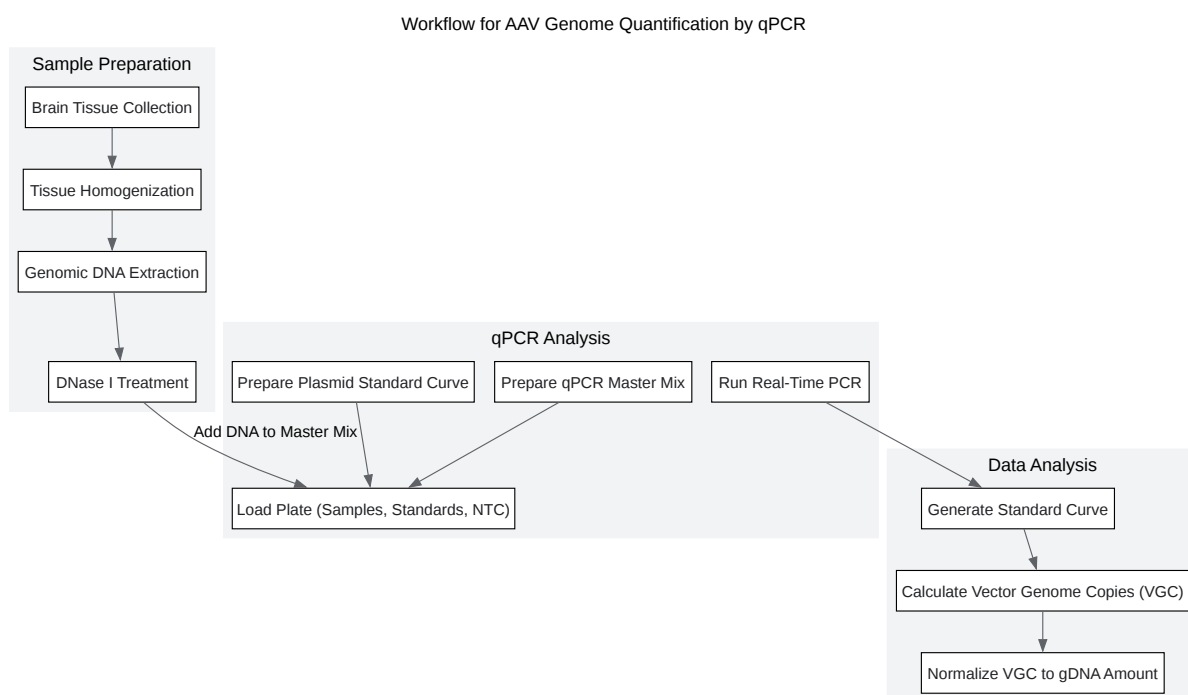 Workflow for AAV Genome Quantification by qPCR
Sample Preparation
Brain Tissue Collection
Tissue Homogenization
Genomic DNA Extraction
DNase I Treatment
qPCR Analysis
Prepare Plasmid Standard Curve
Prepare qPCR Master Mix
Run Real-Time PCR
Add DNA to Master Mix
Load Plate (Samples, Standards, NTC)
Data Analysis
Generate Standard Curve
Calculate Vector Genome Copies (VGC)
Normalize VGC to gDNA Amount